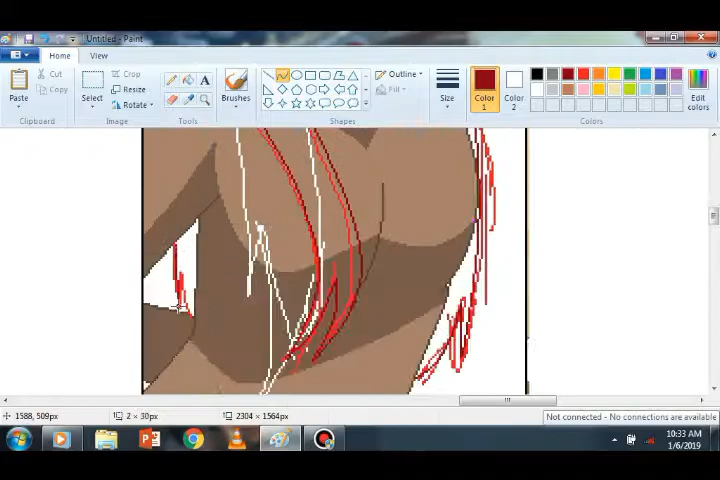 Untitled - Paint
Home View
Paste
Cut
Copy
Clipboard
Select
Crop
Resize
Rotate
Image
A
Tools
Brushes
Outline
Fill
Shapes
Size
Color
1
Color
2
Edit
colors
Colors
1588, 509px
2 × 30px
2304 × 1564px
Not connected - No connections are available
10:33 AM
1/6/2019